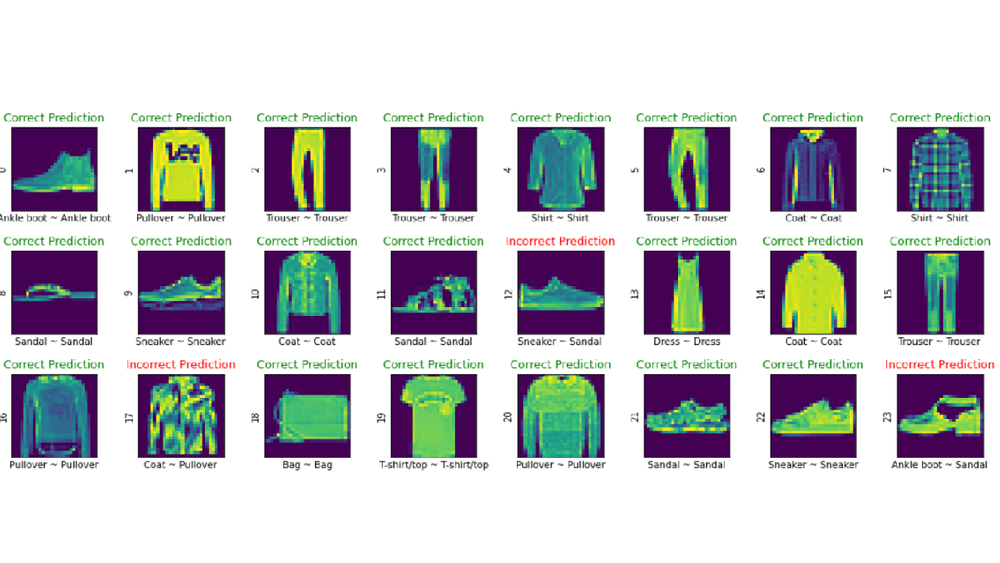 Correct Prediction Correct Prediction Correct Prediction Correct Prediction Correct Prediction Correct Prediction Correct Prediction Correct Prediction
0 1 2 3 4 5 6 7
Lee
Ankle boot ~ Ankle boot Pullover ~ Pullover Trouser ~ Trouser Trouser ~ Trouser Shirt ~ Shirt Trouser ~ Trouser Coat ~ Coat Shirt ~ Shirt
Correct Prediction Correct Prediction Correct Prediction Correct Prediction Incorrect Prediction Correct Prediction Correct Prediction Correct Prediction
8 9 10 11 12 13 14 15
Sandal ~ Sandal Sneaker ~ Sneaker Coat ~ Coat Sandal ~ Sandal Sneaker ~ Sandal Dress ~ Dress Coat ~ Coat Trouser ~ Trouser
Correct Prediction Incorrect Prediction Correct Prediction Correct Prediction Correct Prediction Correct Prediction Correct Prediction Incorrect Prediction
16 17 18 19 20 21 22 23
Pullover ~ Pullover Coat ~ Pullover Bag ~ Bag T-shirt/top ~ T-shirt/top Pullover ~ Pullover Sandal ~ Sandal Sneaker ~ Sneaker Ankle boot ~ Sandal